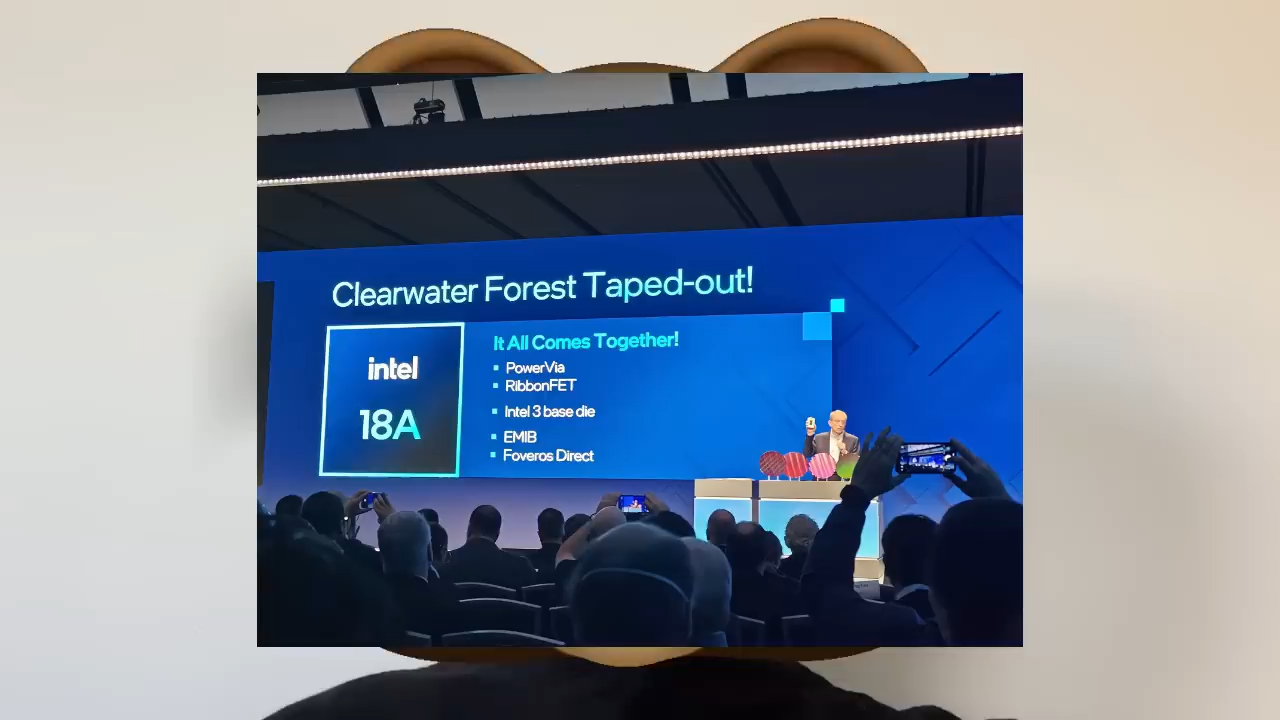 Clearwater Forest Taped-out!
intel
18A
It All Comes Together!
PowerVia
RibbonFET
Intel 3 base die
EMIB
Foveros Direct